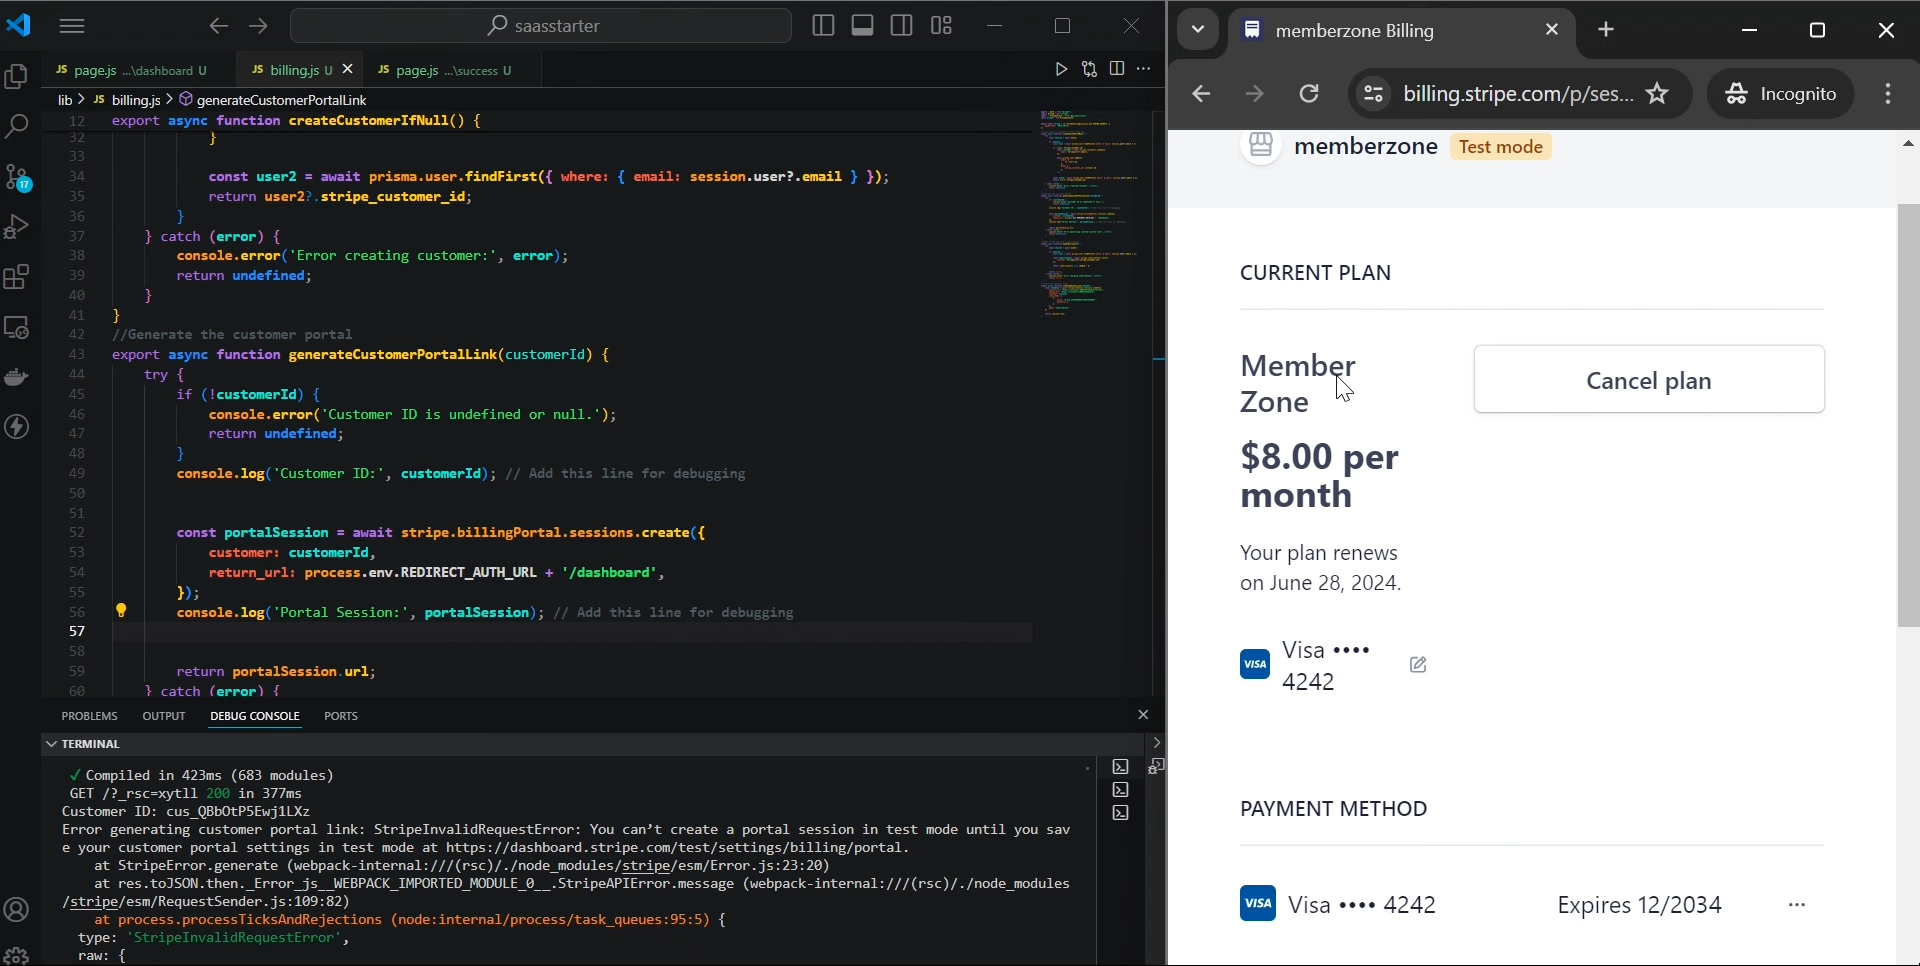 saasstarter
JS page.js ...\dashboard U
JS billing.js U
JS page.js ...\success U
lib > JS billing.js > generateCustomerPortalLink
12 export async function createCustomerIfNull() {
32 }
33
34 const user2 = await prisma.user.findFirst({ where: { email: session.user?.email } });
35 return user2?.stripe_customer_id;
36 }
37 } catch (error) {
38 console.error('Error creating customer:', error);
39 return undefined;
40 }
41 }
42 //Generate the customer portal
43 export async function generateCustomerPortalLink(customerId) {
44 try {
45 if (!customerId) {
46 console.error('Customer ID is undefined or null.');
47 return undefined;
48 }
49 console.log('Customer ID:', customerId); // Add this line for debugging
50
51
52 const portalSession = await stripe.billingPortal.sessions.create({
53 customer: customerId,
54 return_url: process.env.REDIRECT_AUTH_URL + '/dashboard',
55 });
56 console.log('Portal Session:', portalSession); // Add this line for debugging
57
58
59 return portalSession.url;
60 } catch (error) {
17
PROBLEMS OUTPUT DEBUG CONSOLE PORTS
TERMINAL
✓ Compiled in 423ms (683 modules)
GET /?_rsc=xytll 200 in 377ms
Customer ID: cus_QBbOtP5Ewj1LXz
Error generating customer portal link: StripeInvalidRequestError: You can't create a portal session in test mode until you sav
e your customer portal settings in test mode at https://dashboard.stripe.com/test/settings/billing/portal.
at StripeError.generate (webpack-internal:///(rsc)/./node_modules/stripe/esm/Error.js:23:20)
at res.toJSON.then._Error_js__WEBPACK_IMPORTED_MODULE_0__.StripeAPIError.message (webpack-internal:///(rsc)/./node_modules
/stripe/esm/RequestSender.js:109:82)
at process.processTicksAndRejections (node:internal/process/task_queues:95:5) {
type: 'StripeInvalidRequestError',
raw: {
memberzone Billing
billing.stripe.com/p/ses...
Incognito
memberzone Test mode
CURRENT PLAN
Member
Zone
Cancel plan
$8.00 per
month
Your plan renews
on June 28, 2024.
VISA Visa ••••
4242
PAYMENT METHOD
VISA Visa •••• 4242 Expires 12/2034 ...